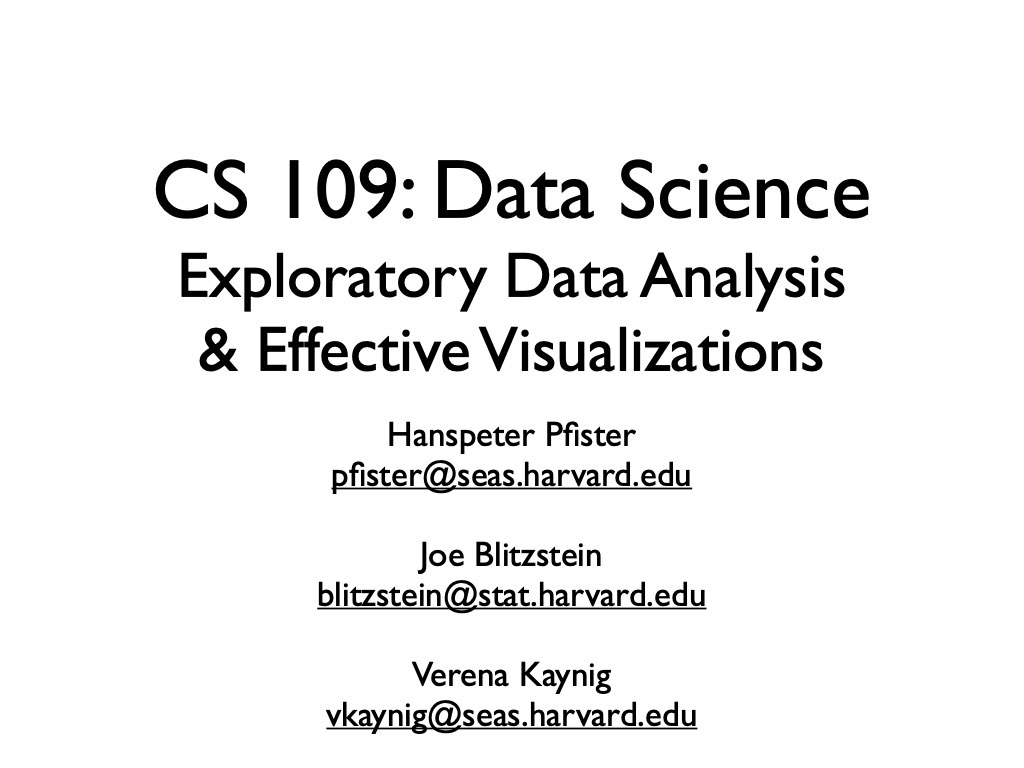 CS 109: Data Science
Exploratory Data Analysis
& Effective Visualizations
Hanspeter Pfister
pfister@seas.harvard.edu
Joe Blitzstein
blitzstein@stat.harvard.edu
Verena Kaynig
vkaynig@seas.harvard.edu